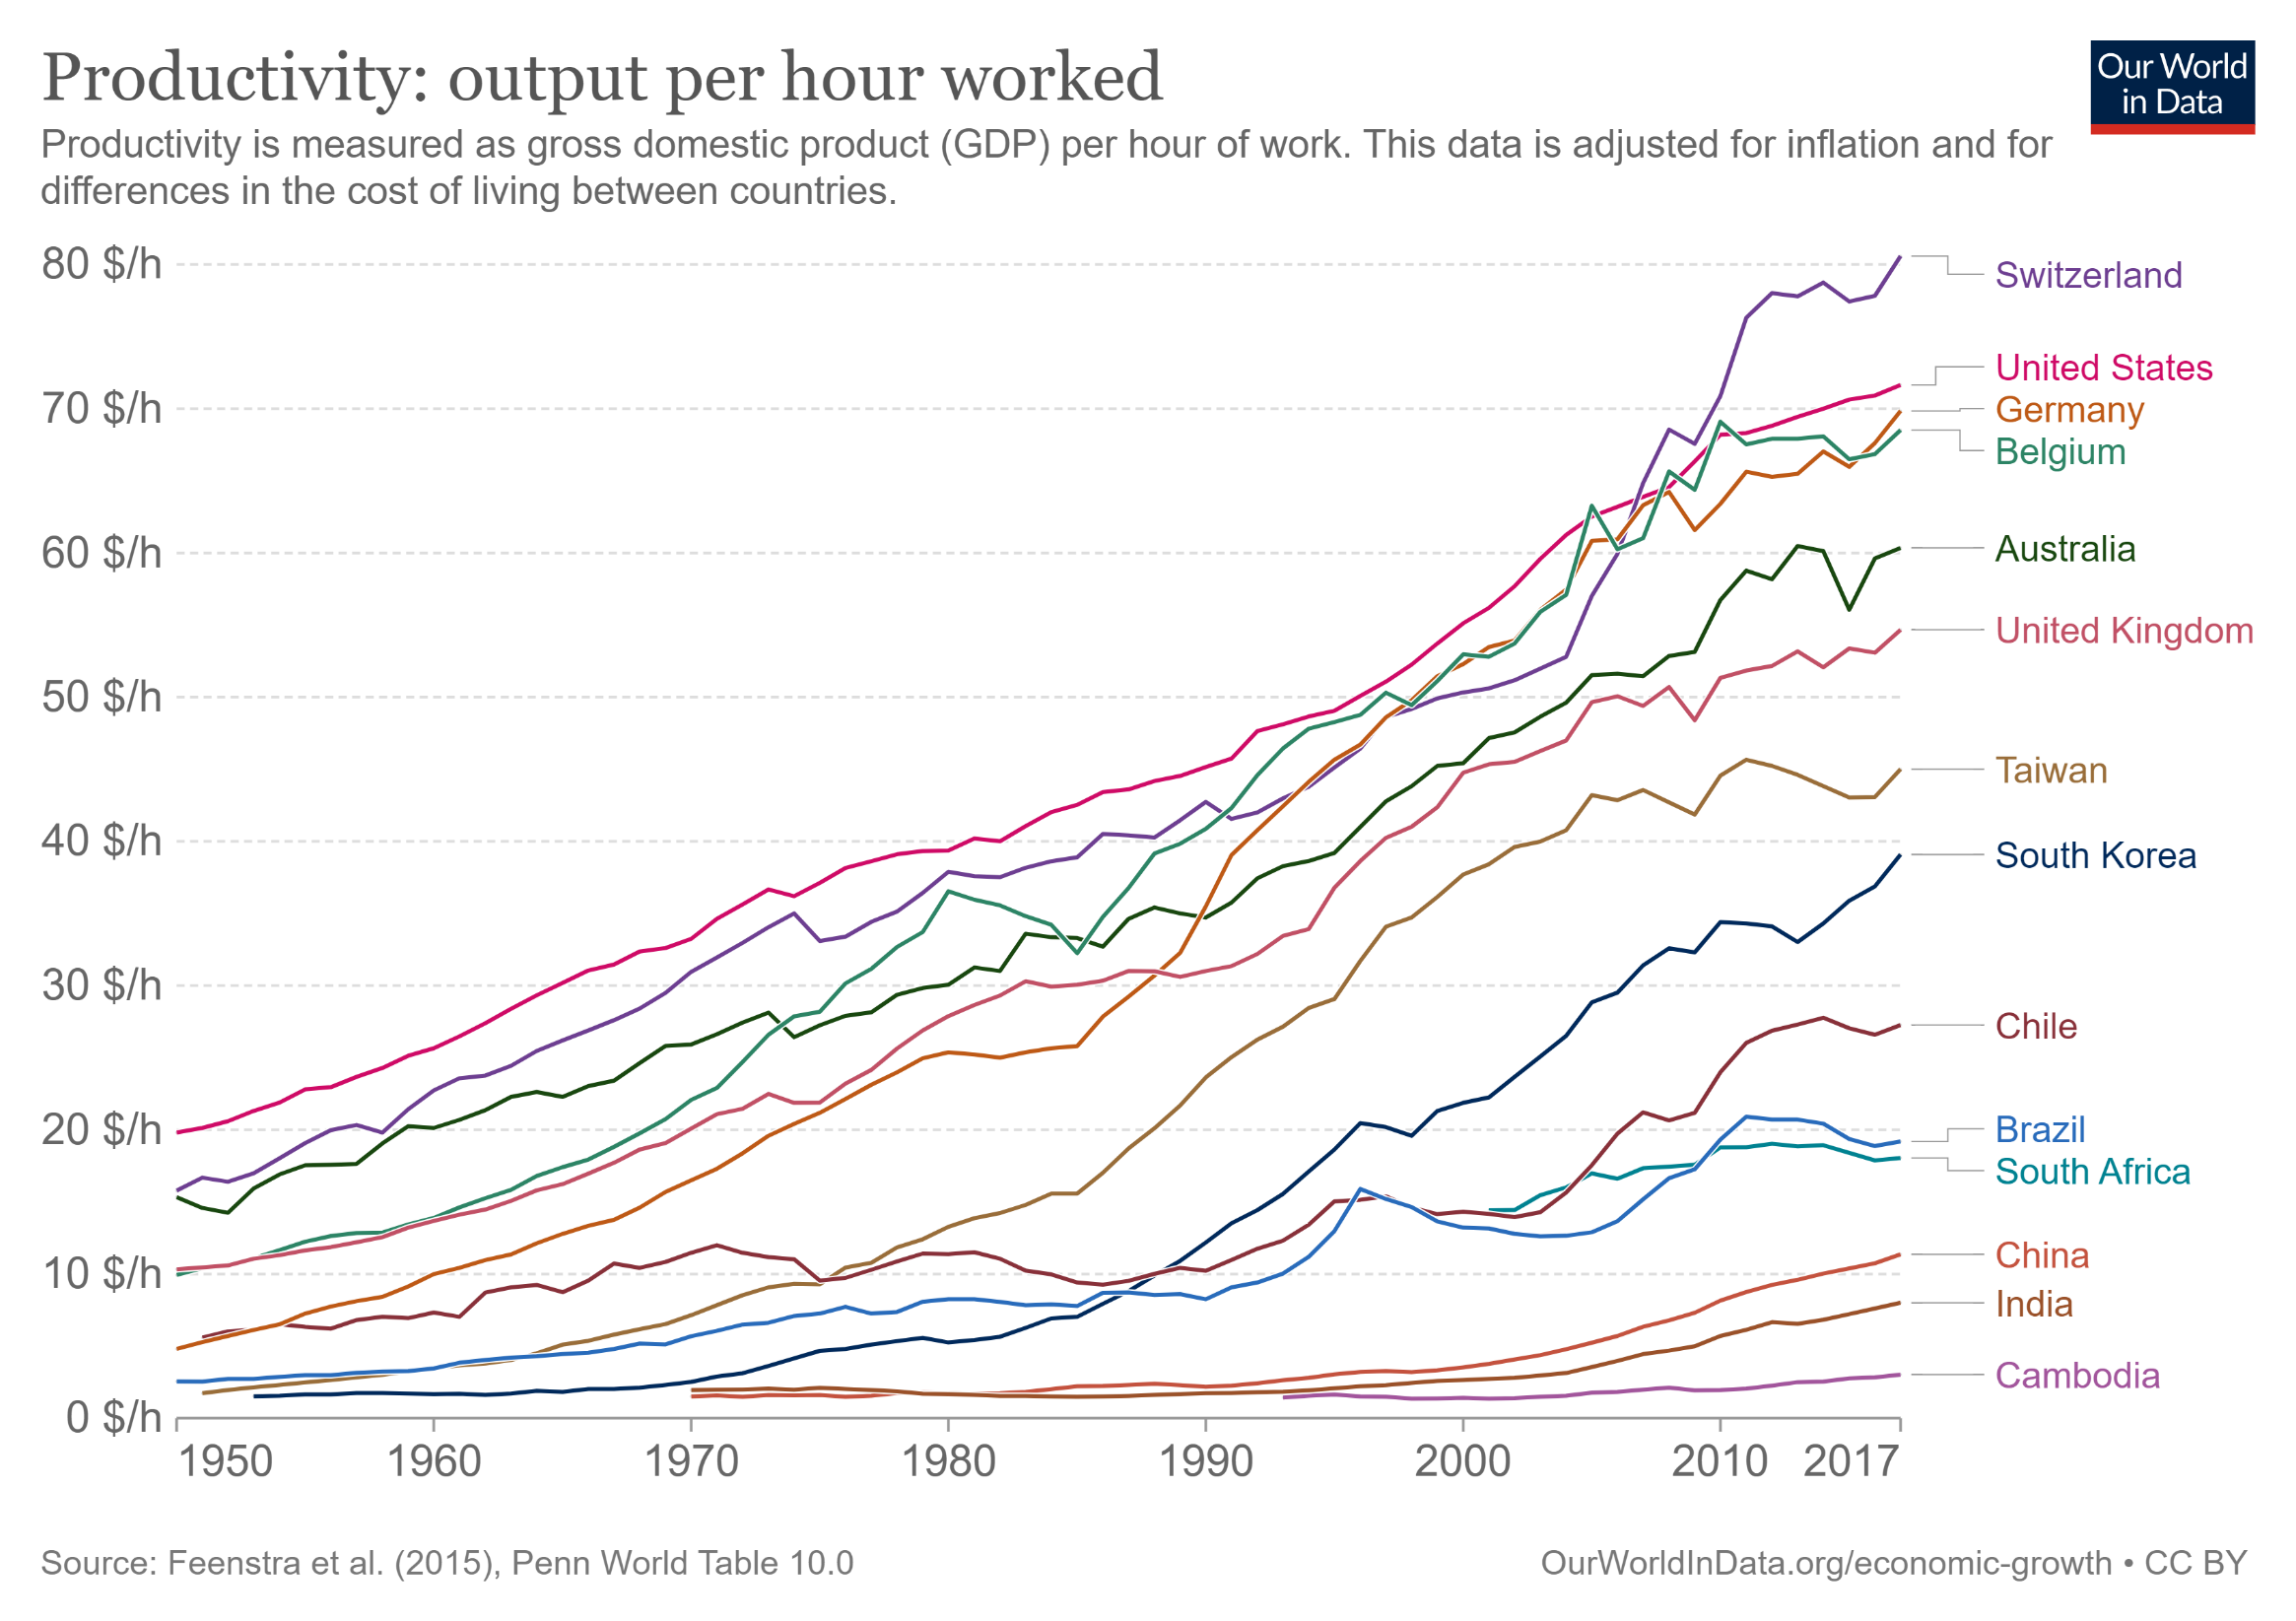 Productivity: output per hour worked
Our World
in Data
Productivity is measured as gross domestic product (GDP) per hour of work. This data is adjusted for inflation and for
differences in the cost of living between countries.
80 $/h
70 $/h
60 $/h
50 $/h
40 $/h
30 $/h
20 $/h
10 $/h
0 $/h
Switzerland
United States
Germany
Belgium
Australia
United Kingdom
Taiwan
South Korea
Chile
Brazil
South Africa
China
India
Cambodia
1950 1960 1970 1980 1990 2000 2010 2017
Source: Feenstra et al. (2015), Penn World Table 10.0
OurWorldInData.org/economic-growth • CC BY